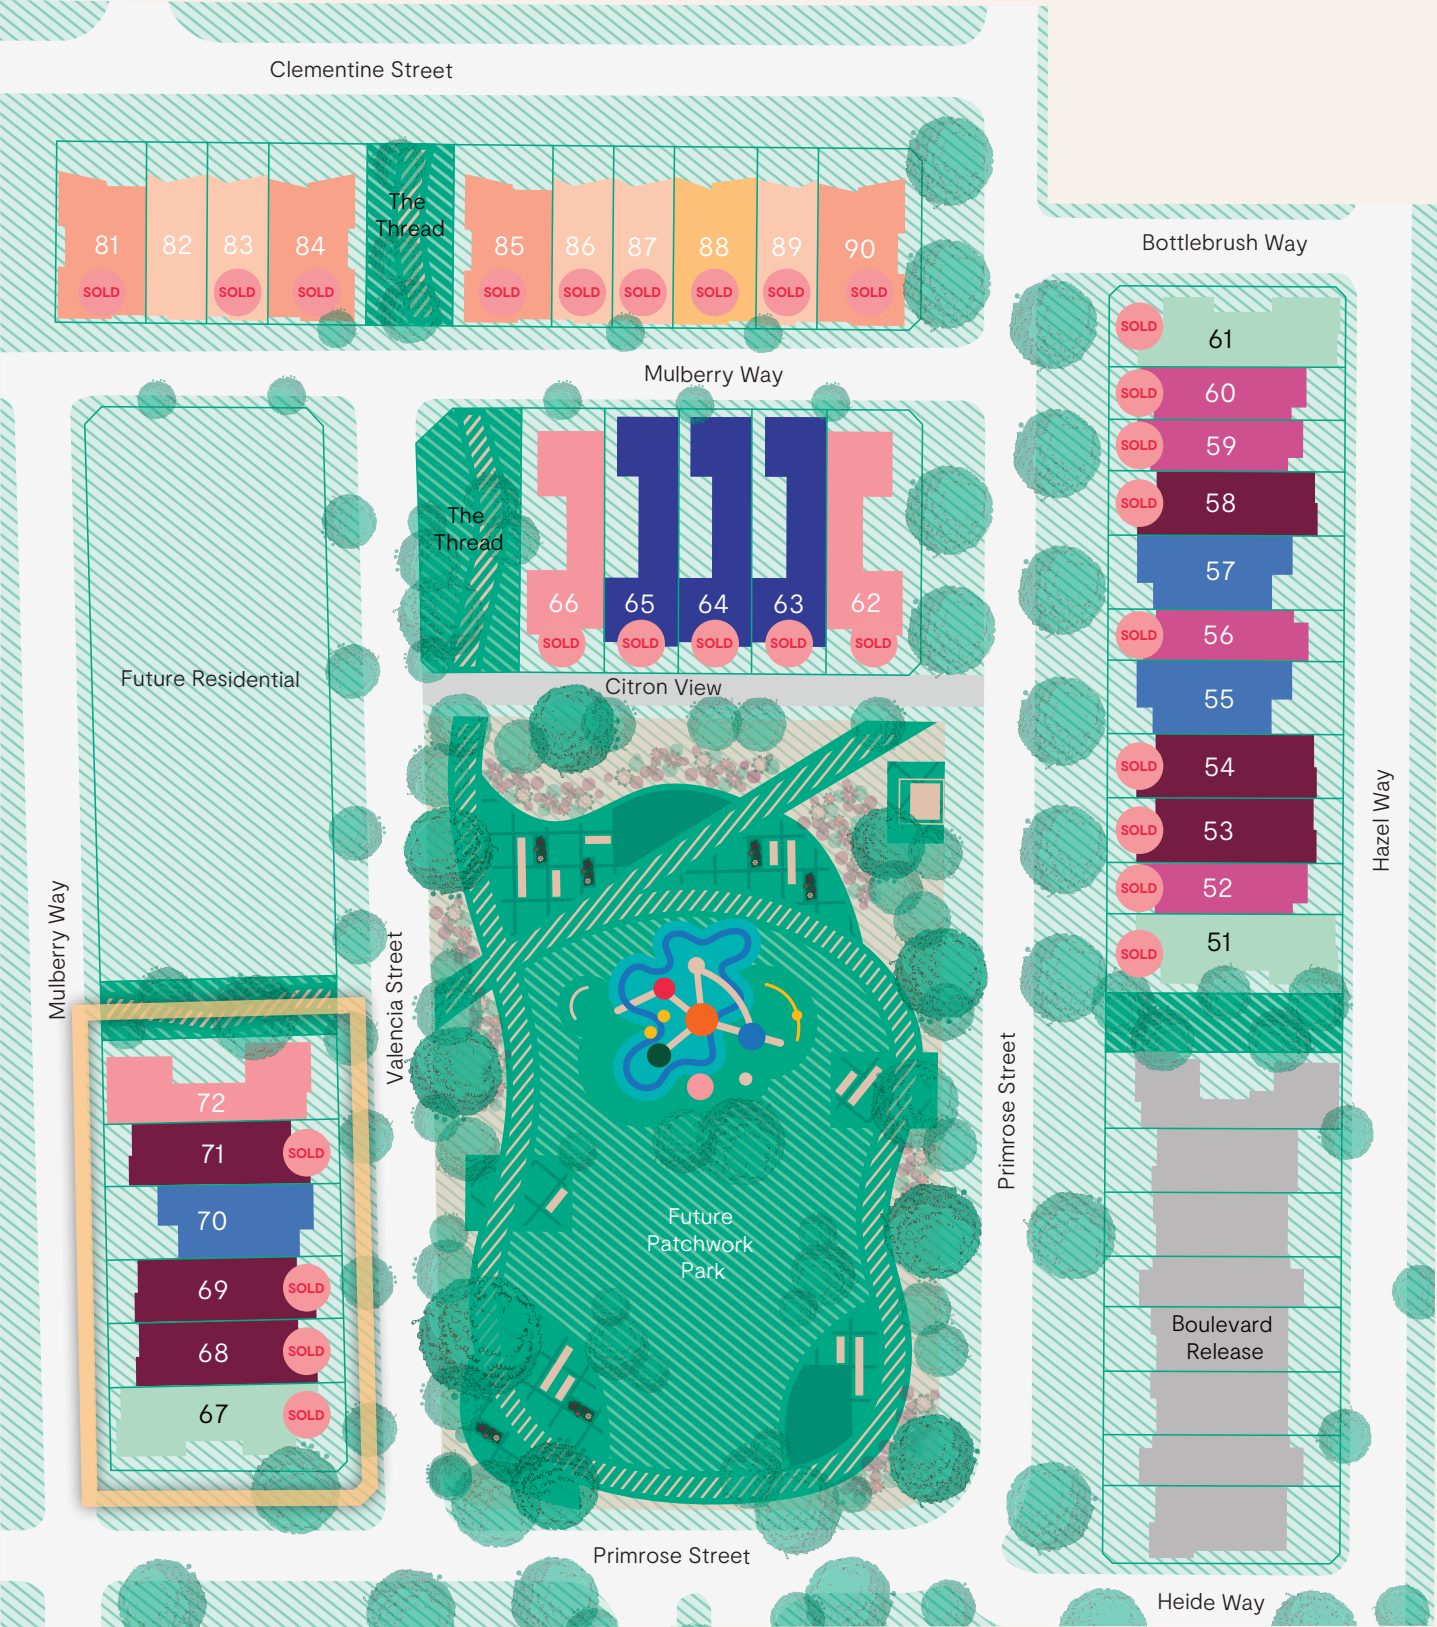 Clementine Street
The
Thread
81
82
83
84
85
86
87
88
89
90
SOLD
SOLD
SOLD
SOLD
SOLD
SOLD
SOLD
SOLD
SOLD
Bottlebrush Way
Mulberry Way
SOLD
61
SOLD
60
SOLD
59
SOLD
58
57
SOLD
56
55
SOLD
54
SOLD
53
SOLD
52
SOLD
51
The
Thread
66
65
64
63
62
SOLD
SOLD
SOLD
SOLD
SOLD
Future Residential
Citron View
Hazel Way
Mulberry Way
Valencia Street
Primrose Street
72
71
SOLD
70
69
SOLD
68
SOLD
67
SOLD
Future
Patchwork
Park
Boulevard
Release
Primrose Street
Heide Way